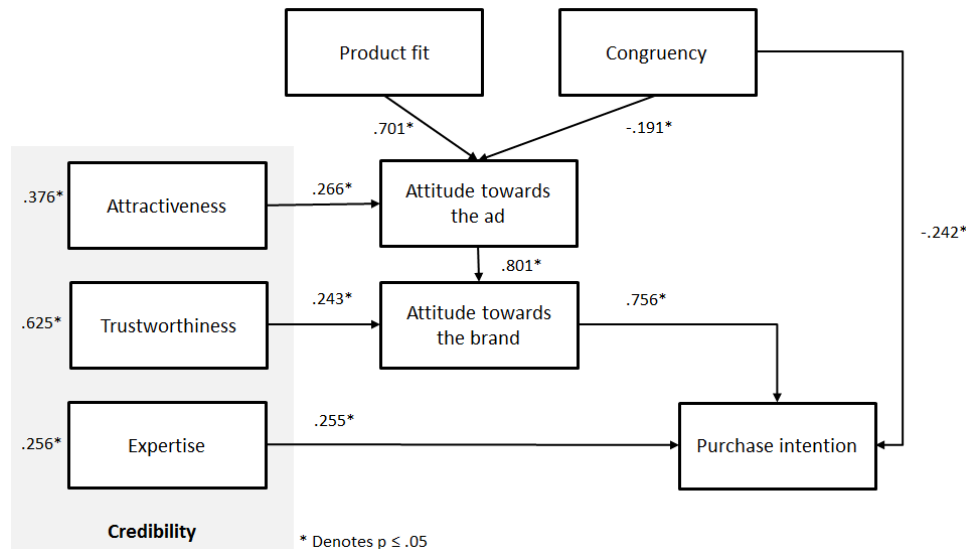 Product fit
Congruency
.701*
-.191*
.376*
Attractiveness
.266*
Attitude towards
the ad
-.242*
.801*
.625*
Trustworthiness
.243*
Attitude towards
the brand
.756*
.256*
Expertise
.255*
Purchase intention
Credibility
* Denotes p ≤ .05